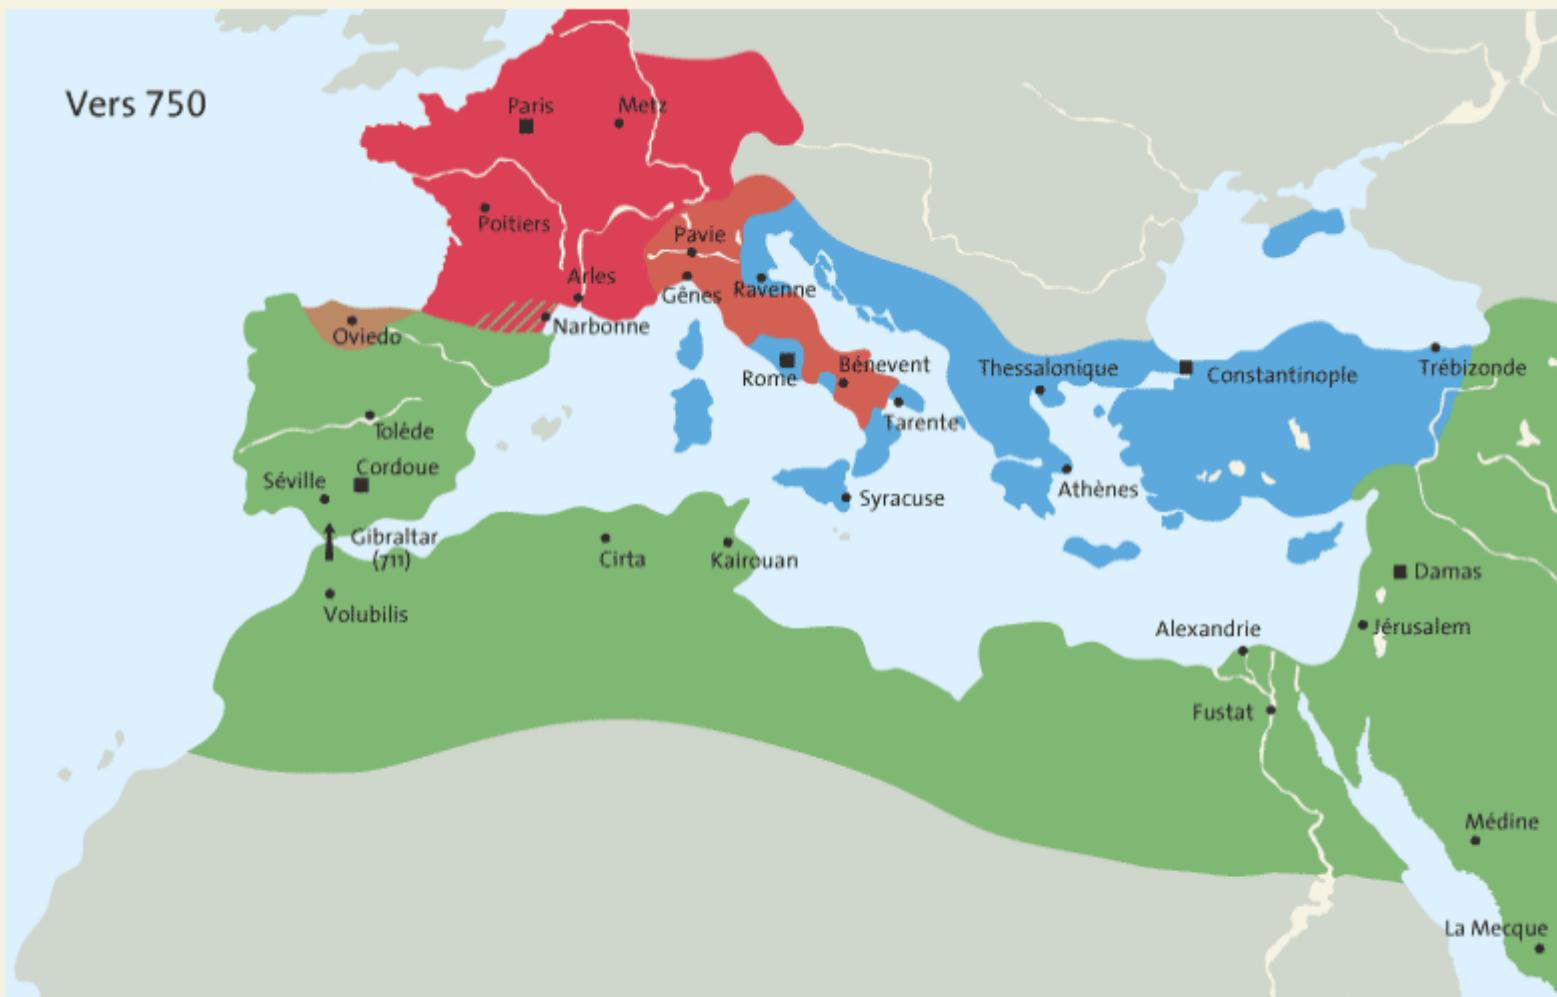 Vers 750
Paris
Metz
Poitiers
Pavie
Arles
Gênes
Ravenne
Narbonne
Oviedo
Rome
Bénevent
Thessalonique
Constantinople
Trébizonde
Tarente
Tolède
Cordoue
Séville
Athènes
Syracuse
Gibraltar
(711)
Cirta
Kairouan
Damas
Volubilis
Alexandrie
Jérusalem
Fustat
Médine
La Mecque